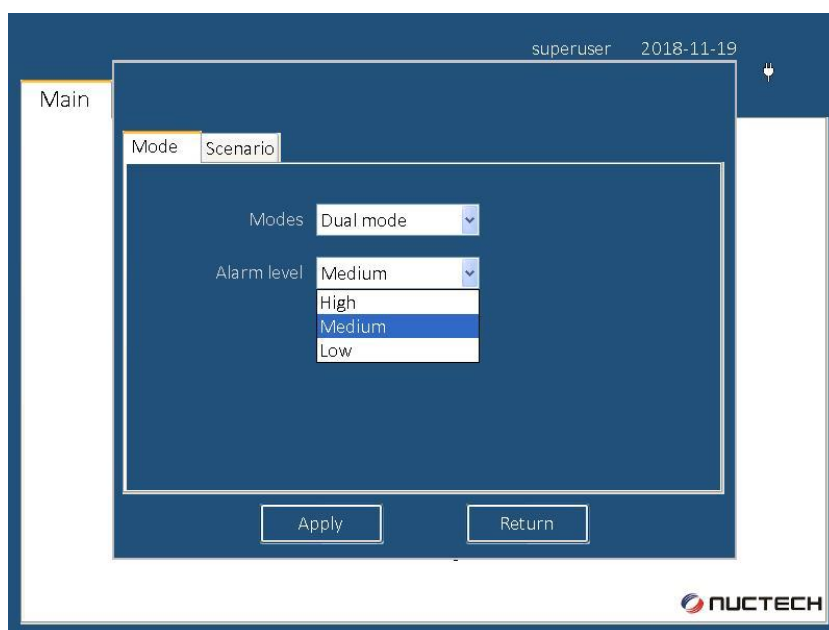 superuser 2018-11-19
Main
Mode Scenario
Modes Dual mode
Alarm level Medium
High
Medium
Low
Apply Return
NUCTECH